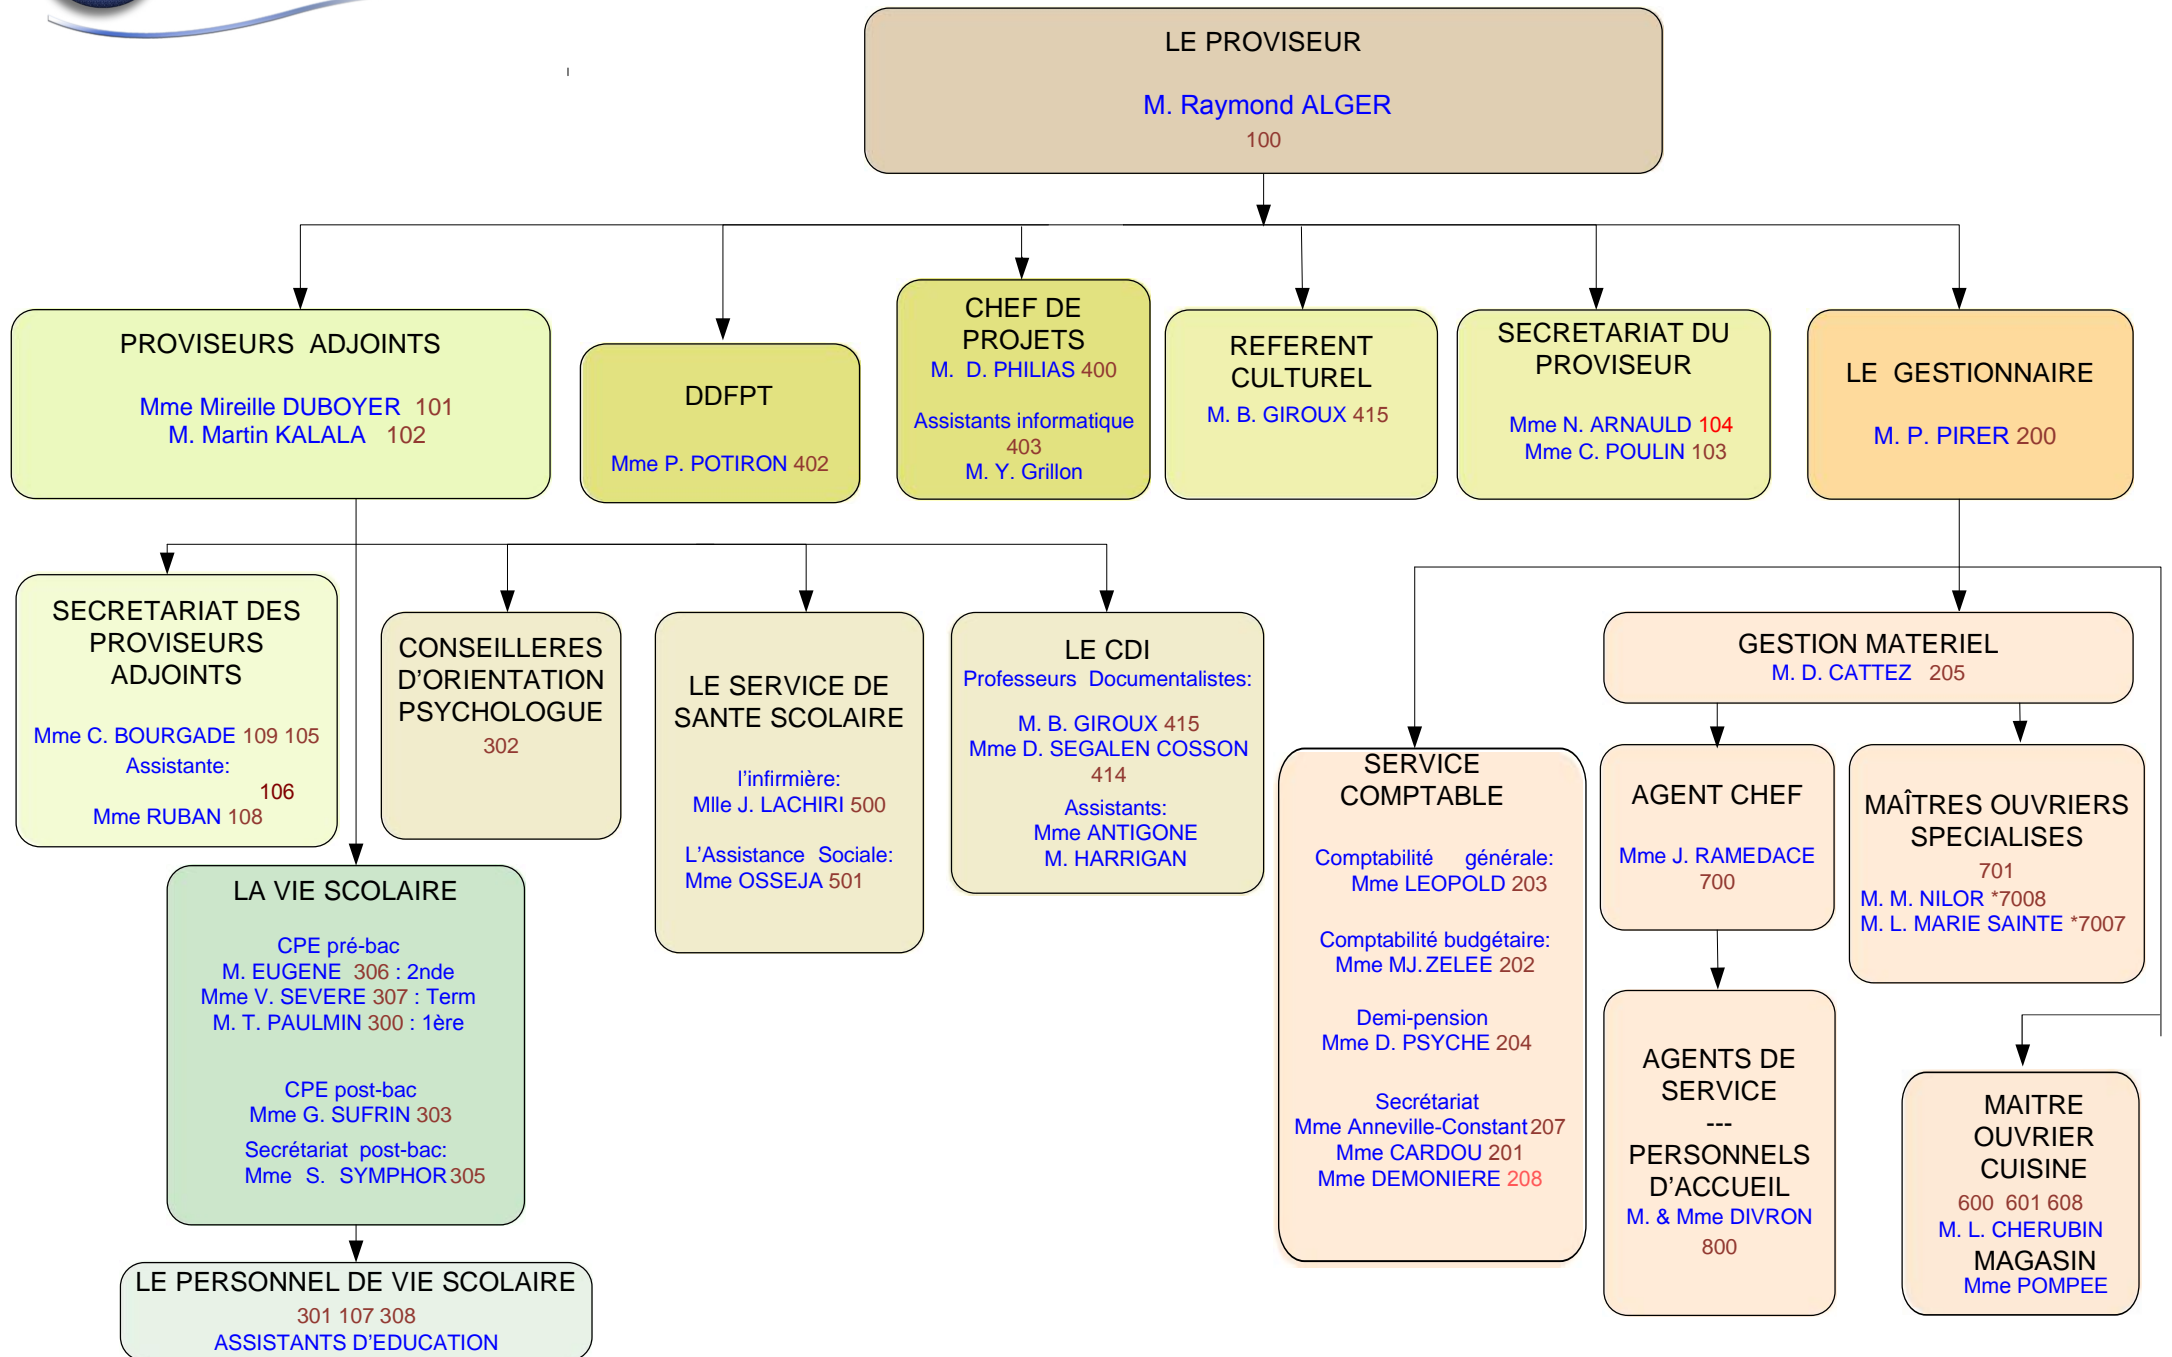 LE PROVISEUR
M. Raymond ALGER
100
PROVISEURS ADJOINTS
Mme Mireille DUBOYER 101
M. Martin KALALA 102
DDFPT
Mme P. POTIRON 402
CHEF DE
PROJETS
M. D. PHILIAS 400
Assistants informatique
403
M. Y. Grillon
REFERENT
CULTUREL
M. B. GIROUX 415
SECRETARIAT DU
PROVISEUR
Mme N. ARNAULD 104
Mme C. POULIN 103
LE GESTIONNAIRE
M. P. PIRER 200
SECRETARIAT DES
PROVISEURS
ADJOINTS
Mme C. BOURGADE 109 105
Assistante:
106
Mme RUBAN 108
CONSEILLERES
D'ORIENTATION
PSYCHOLOGUE
302
LE SERVICE DE
SANTE SCOLAIRE
l'infirmière:
Mlle J. LACHIRI 500
L'Assistance Sociale:
Mme OSSEJA 501
LE CDI
Professeurs Documentalistes:
M. B. GIROUX 415
Mme D. SEGALEN COSSON
414
Assistants:
Mme ANTIGONE
M. HARRIGAN
GESTION MATERIEL
M. D. CATTEZ 205
SERVICE
COMPTABLE
Comptabilité générale:
Mme LEOPOLD 203
Comptabilité budgétaire:
Mme MJ. ZELEE 202
Demi-pension
Mme D. PSYCHE 204
Secrétariat
Mme Anneville-Constant 207
Mme CARDOU 201
Mme DEMONIERE 208
AGENT CHEF
Mme J. RAMEDACE
700
MAÎTRES OUVRIERS
SPECIALISES
701
M. M. NILOR *7008
M. L. MARIE SAINTE *7007
LA VIE SCOLAIRE
CPE pré-bac
M. EUGENE 306 : 2nde
Mme V. SEVERE 307 : Term
M. T. PAULMIN 300 : 1ère
CPE post-bac
Mme G. SUFRIN 303
Secrétariat post-bac:
Mme S. SYMPHOR 305
AGENTS DE
SERVICE
---
PERSONNELS
D'ACCUEIL
M. & Mme DIVRON
800
MAITRE
OUVRIER
CUISINE
600 601 608
M. L. CHERUBIN
MAGASIN
Mme POMPEE
LE PERSONNEL DE VIE SCOLAIRE
301 107 308
ASSISTANTS D'EDUCATION